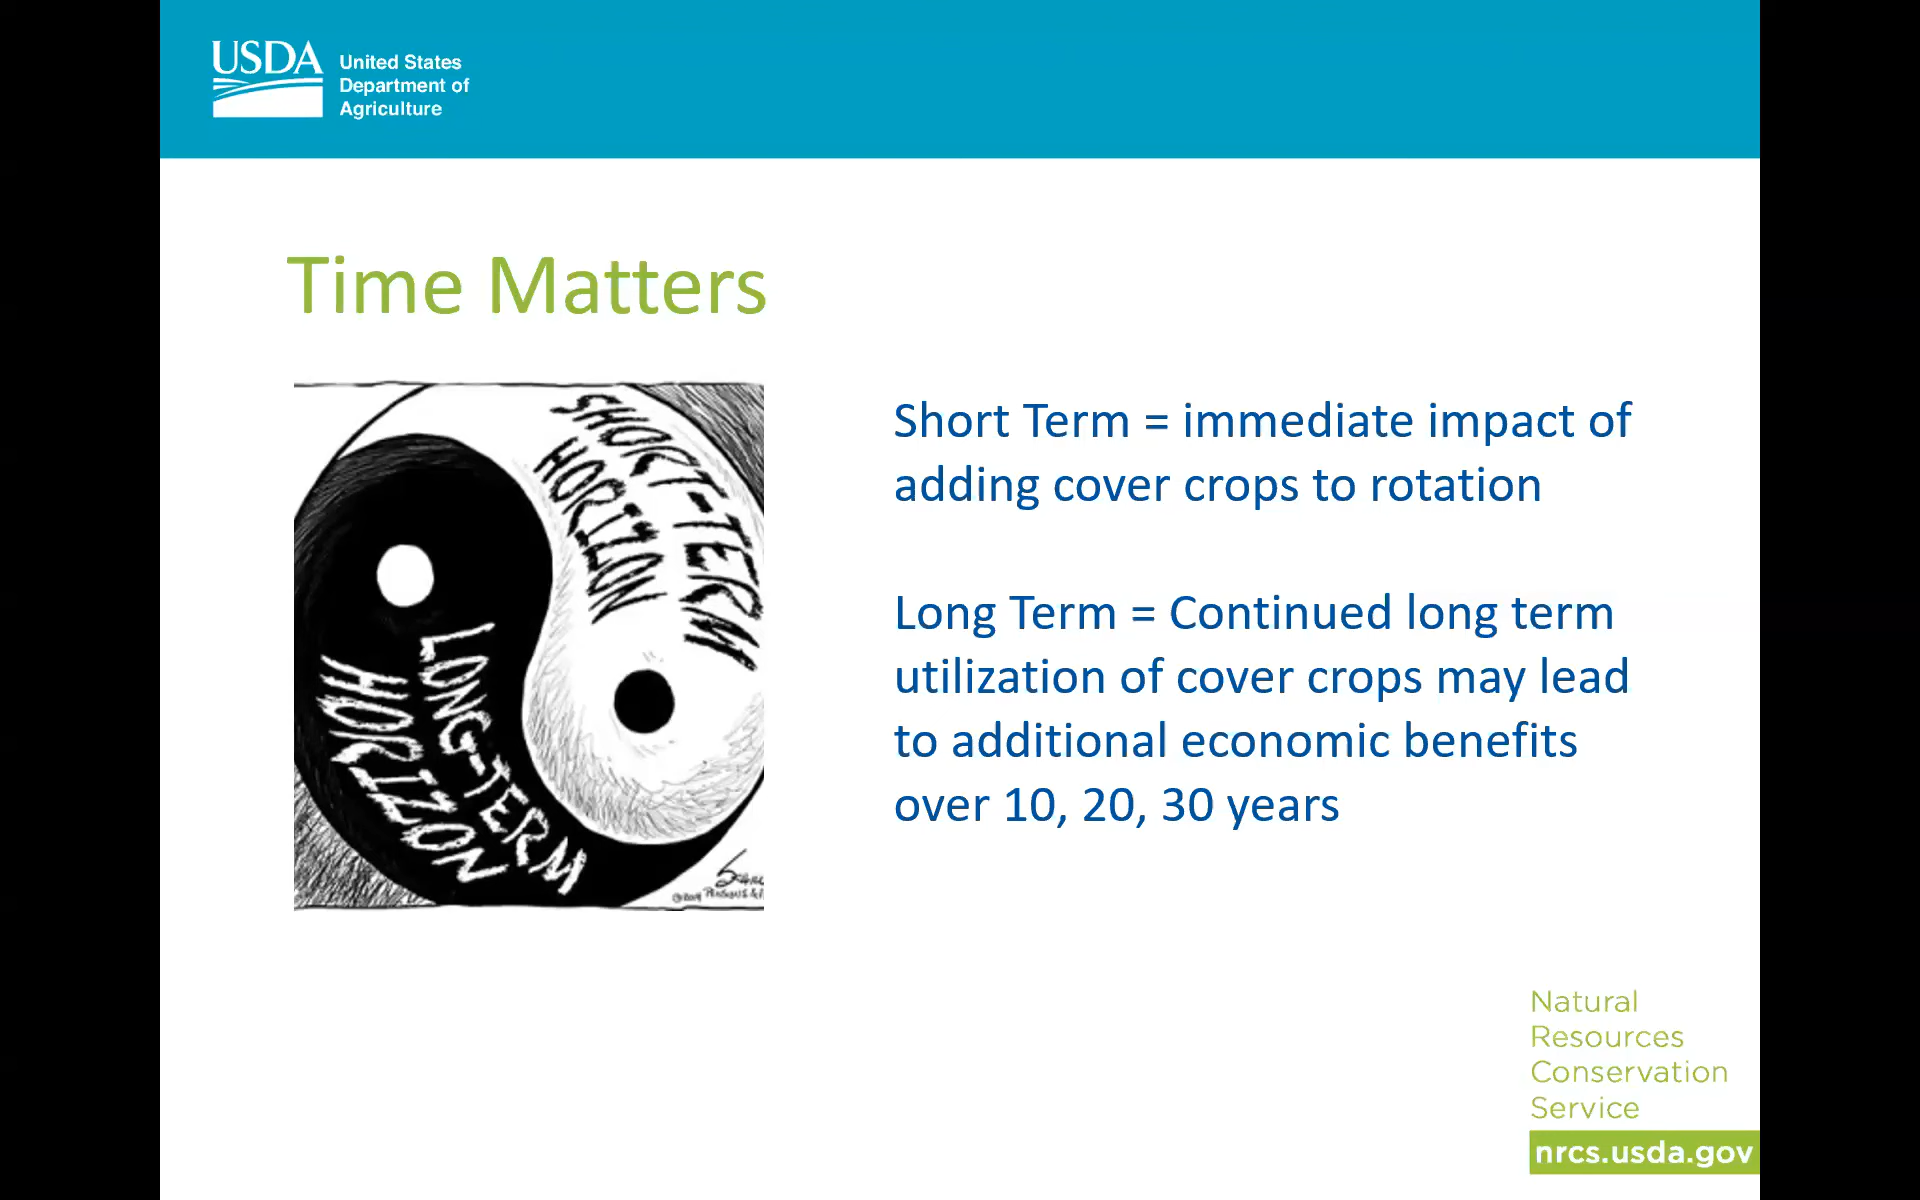 USDA
United States
Department of
Agriculture
Time Matters
SHORT-TERM
HORIZON
LONG-TERM
HORIZON
©2009
Short Term = immediate impact of
adding cover crops to rotation
Long Term = Continued long term
utilization of cover crops may lead
to additional economic benefits
over 10, 20, 30 years
Natural
Resources
Conservation
Service
nrcs.usda.gov